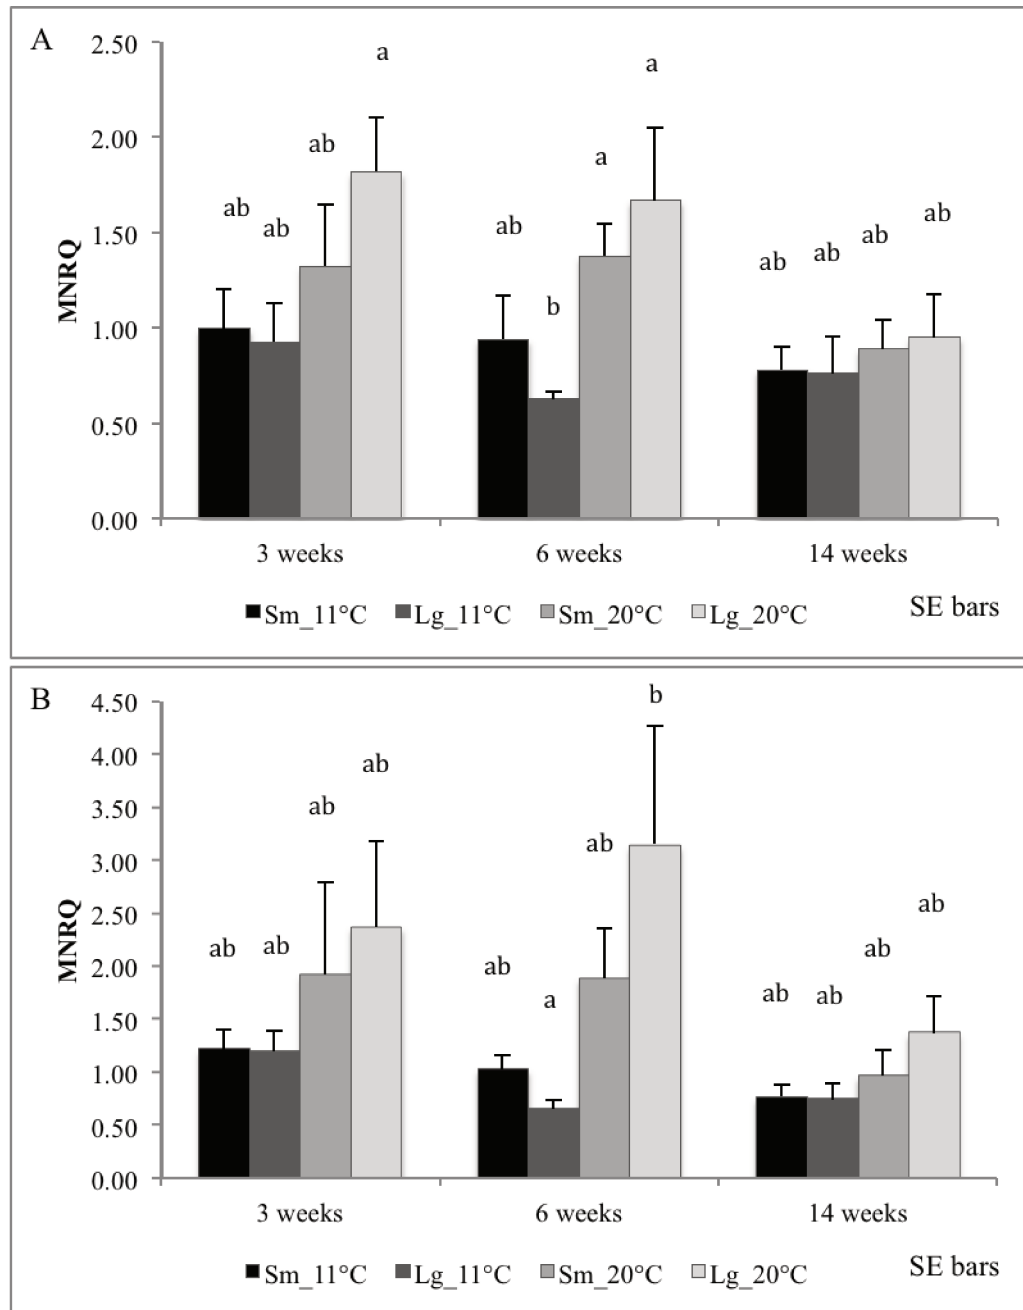 A
2.50
2.00
1.50
1.00
0.50
0.00
MNRQ
ab
ab
ab
a
ab
b
a
a
ab
ab
ab
ab
3 weeks
6 weeks
14 weeks
Sm_11°C Lg_11°C Sm_20°C Lg_20°C
SE bars
B
4.50
4.00
3.50
3.00
2.50
2.00
1.50
1.00
0.50
0.00
MNRQ
ab
ab
ab
ab
ab
a
ab
b
ab
ab
ab
ab
3 weeks
6 weeks
14 weeks
Sm_11°C Lg_11°C Sm_20°C Lg_20°C
SE bars